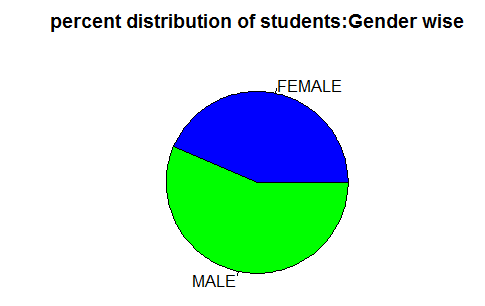 percent distribution of students:Gender wise
FEMALE
MALE